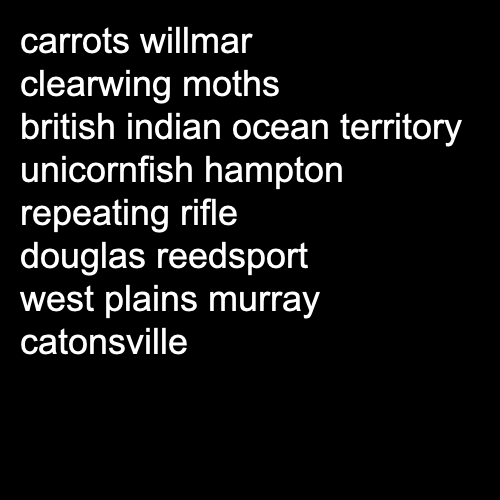 carrots willmar
clearwing moths
british indian ocean territory
unicornfish hampton
repeating rifle
douglas reedsport
west plains murray
catonsville